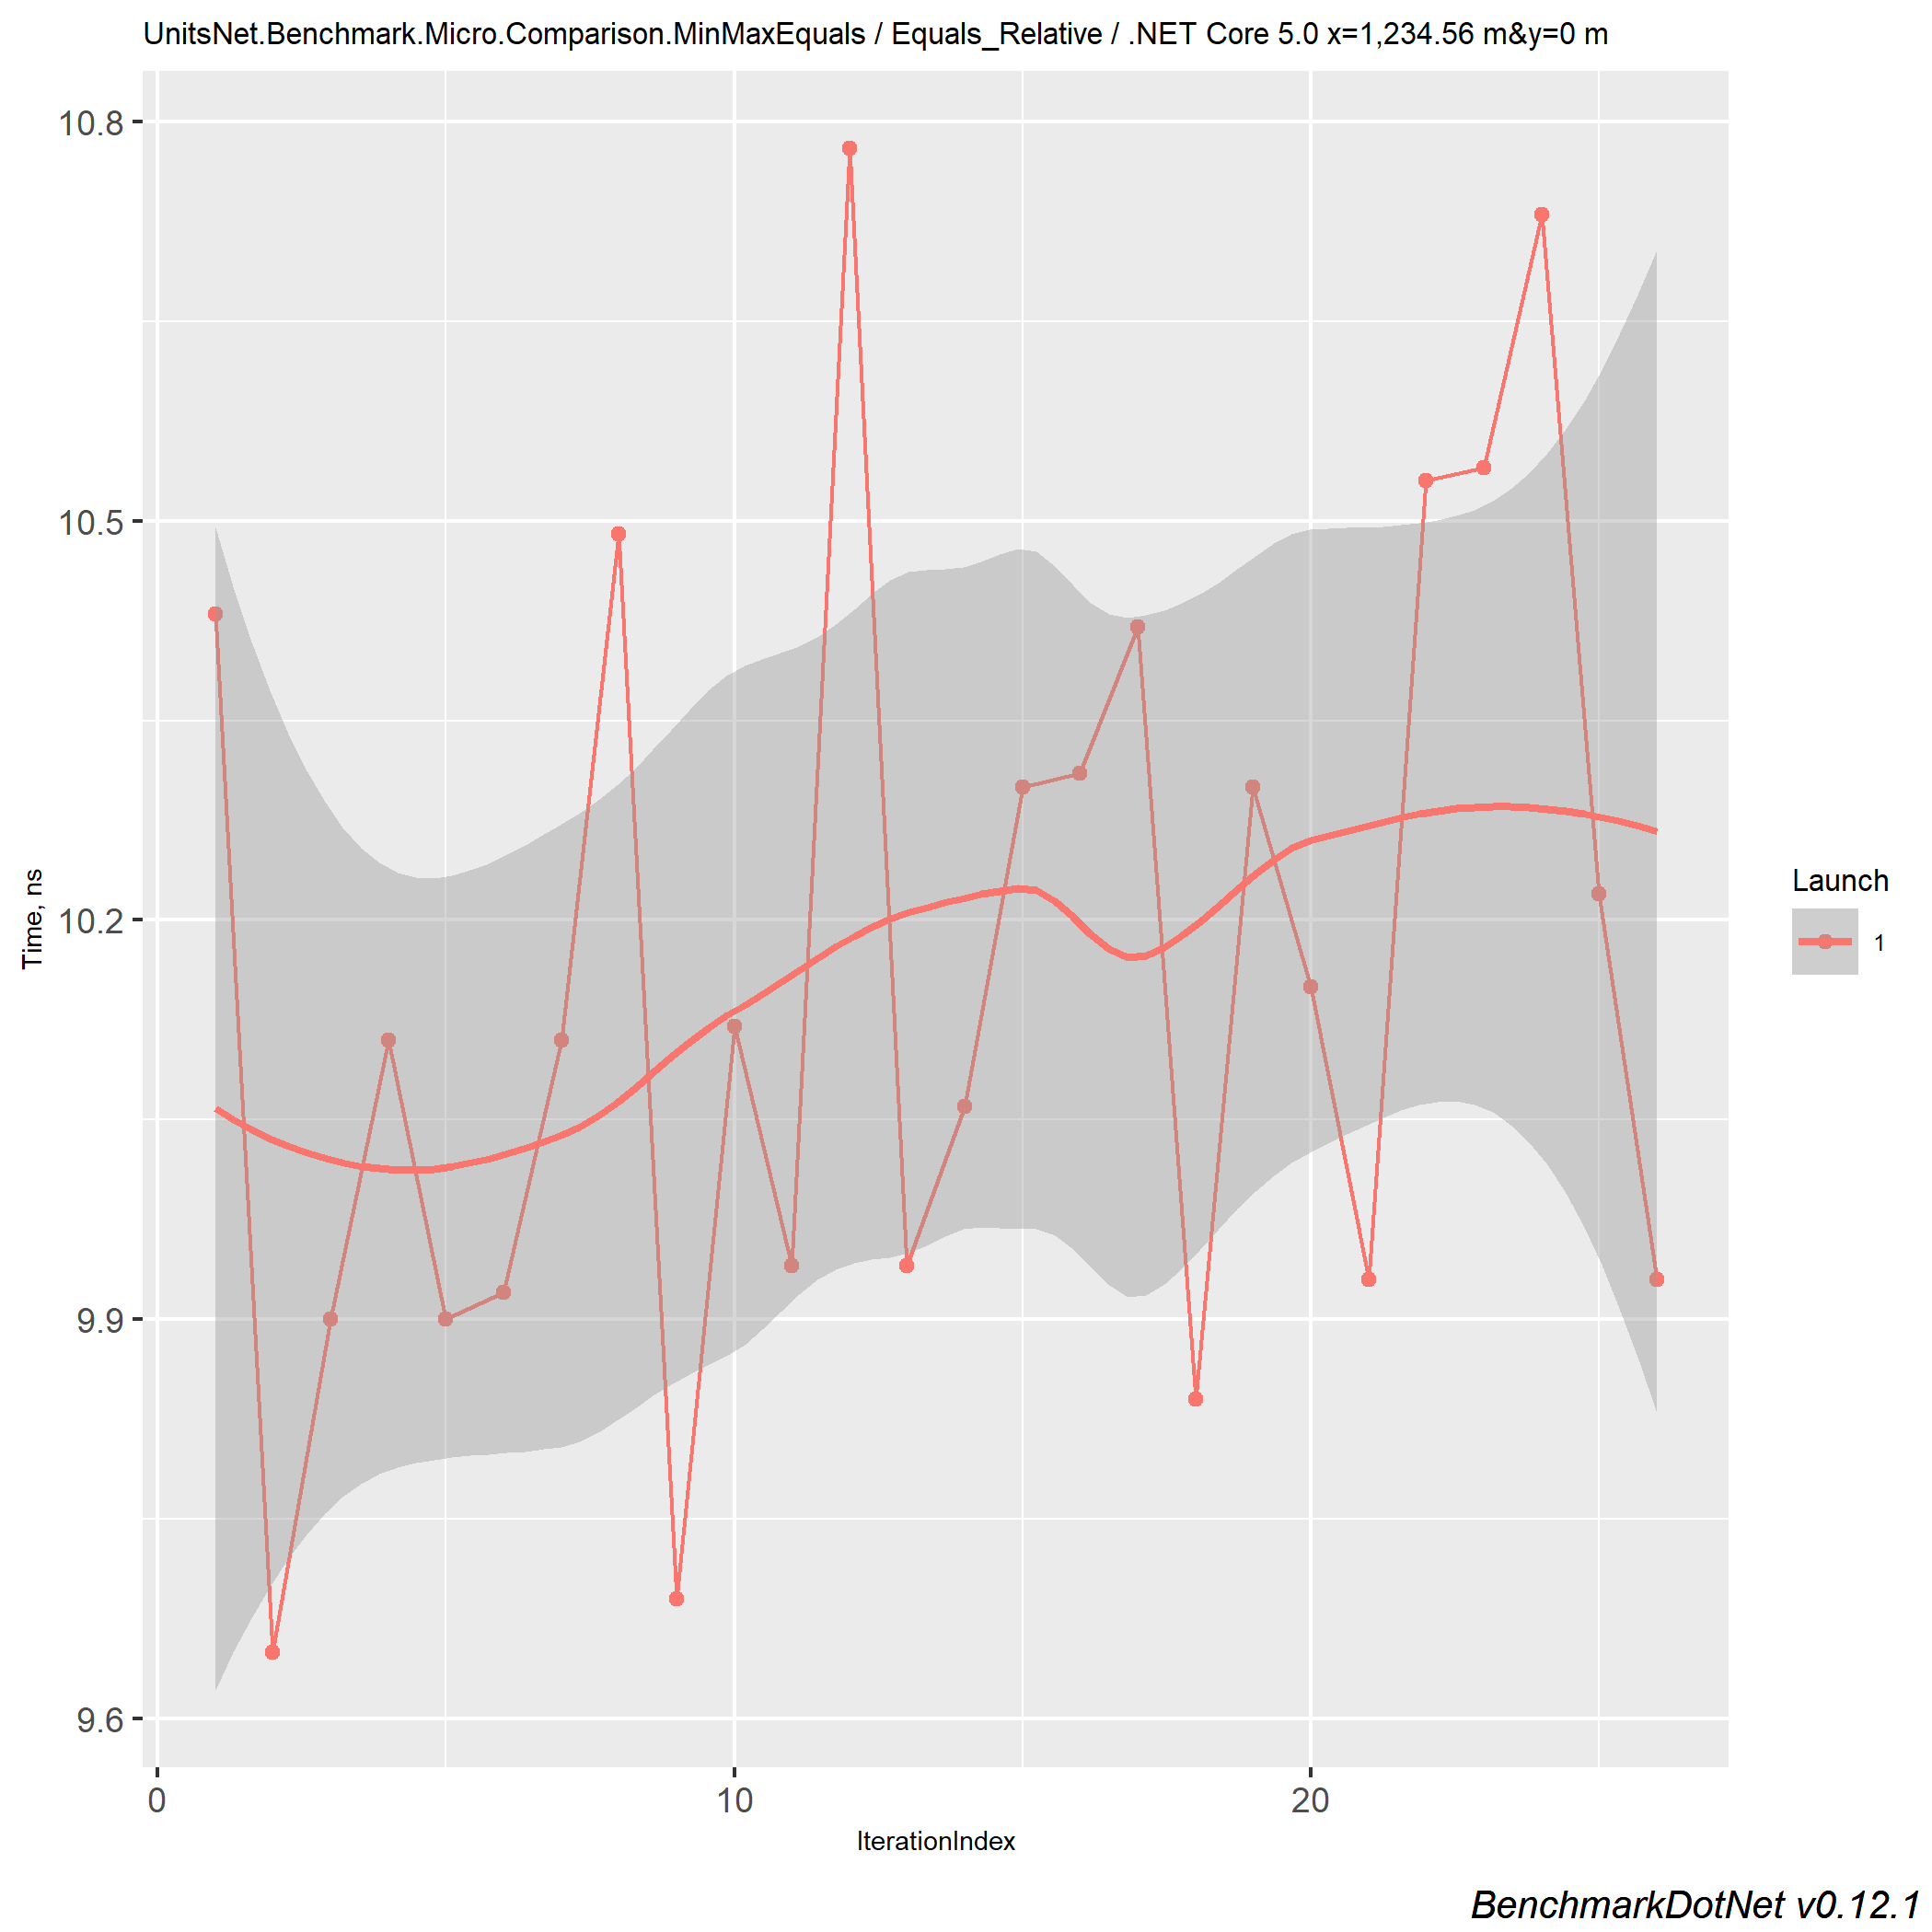 UnitsNet.Benchmark.Micro.Comparison.MinMaxEquals / Equals_Relative / .NET Core 5.0 x=1,234.56 m&y=0 m
10.8
10.5
10.2
9.9
9.6
Time, ns
0 10 20
IterationIndex
Launch
1
BenchmarkDotNet v0.12.1